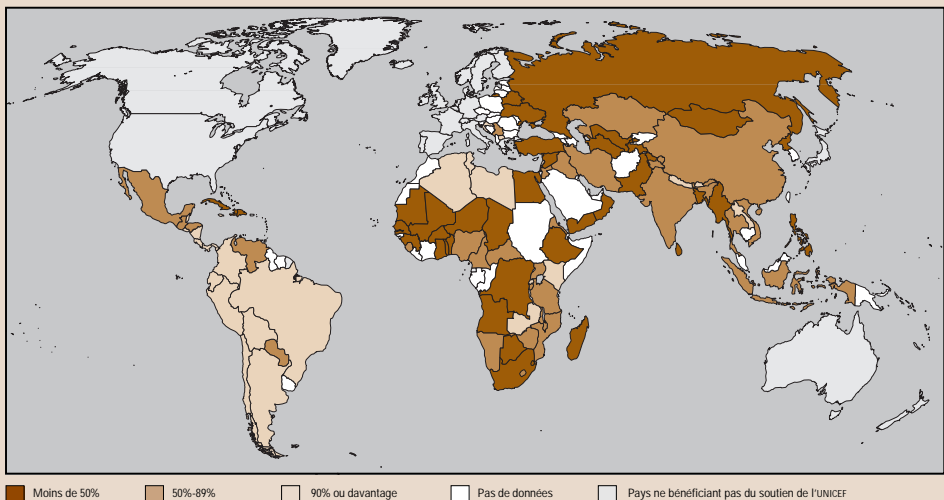 Moins de 50% 50%-89% 90% ou davantage Pas de données Pays ne bénéficiant pas du soutien de l'UNICEF